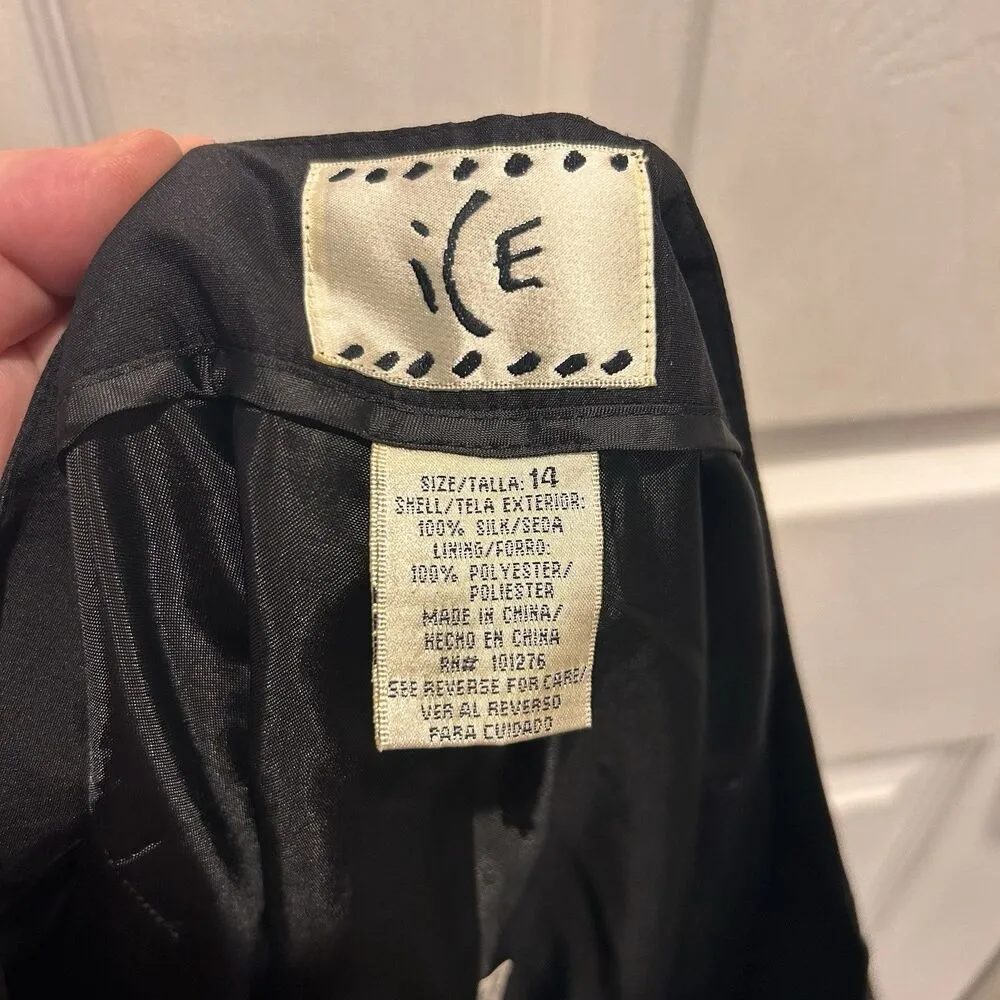 iCE
SIZE/TALLA: 14
SHELL/TELA EXTERIOR:
100% SILK/SEDA
LINING/FORRO:
100% POLYESTER/
POLIESTER
MADE IN CHINA/
HECHO EN CHINA
RN# 101276
SEE REVERSE FOR CARE/
VER AL REVERSO
PARA CUIDADO